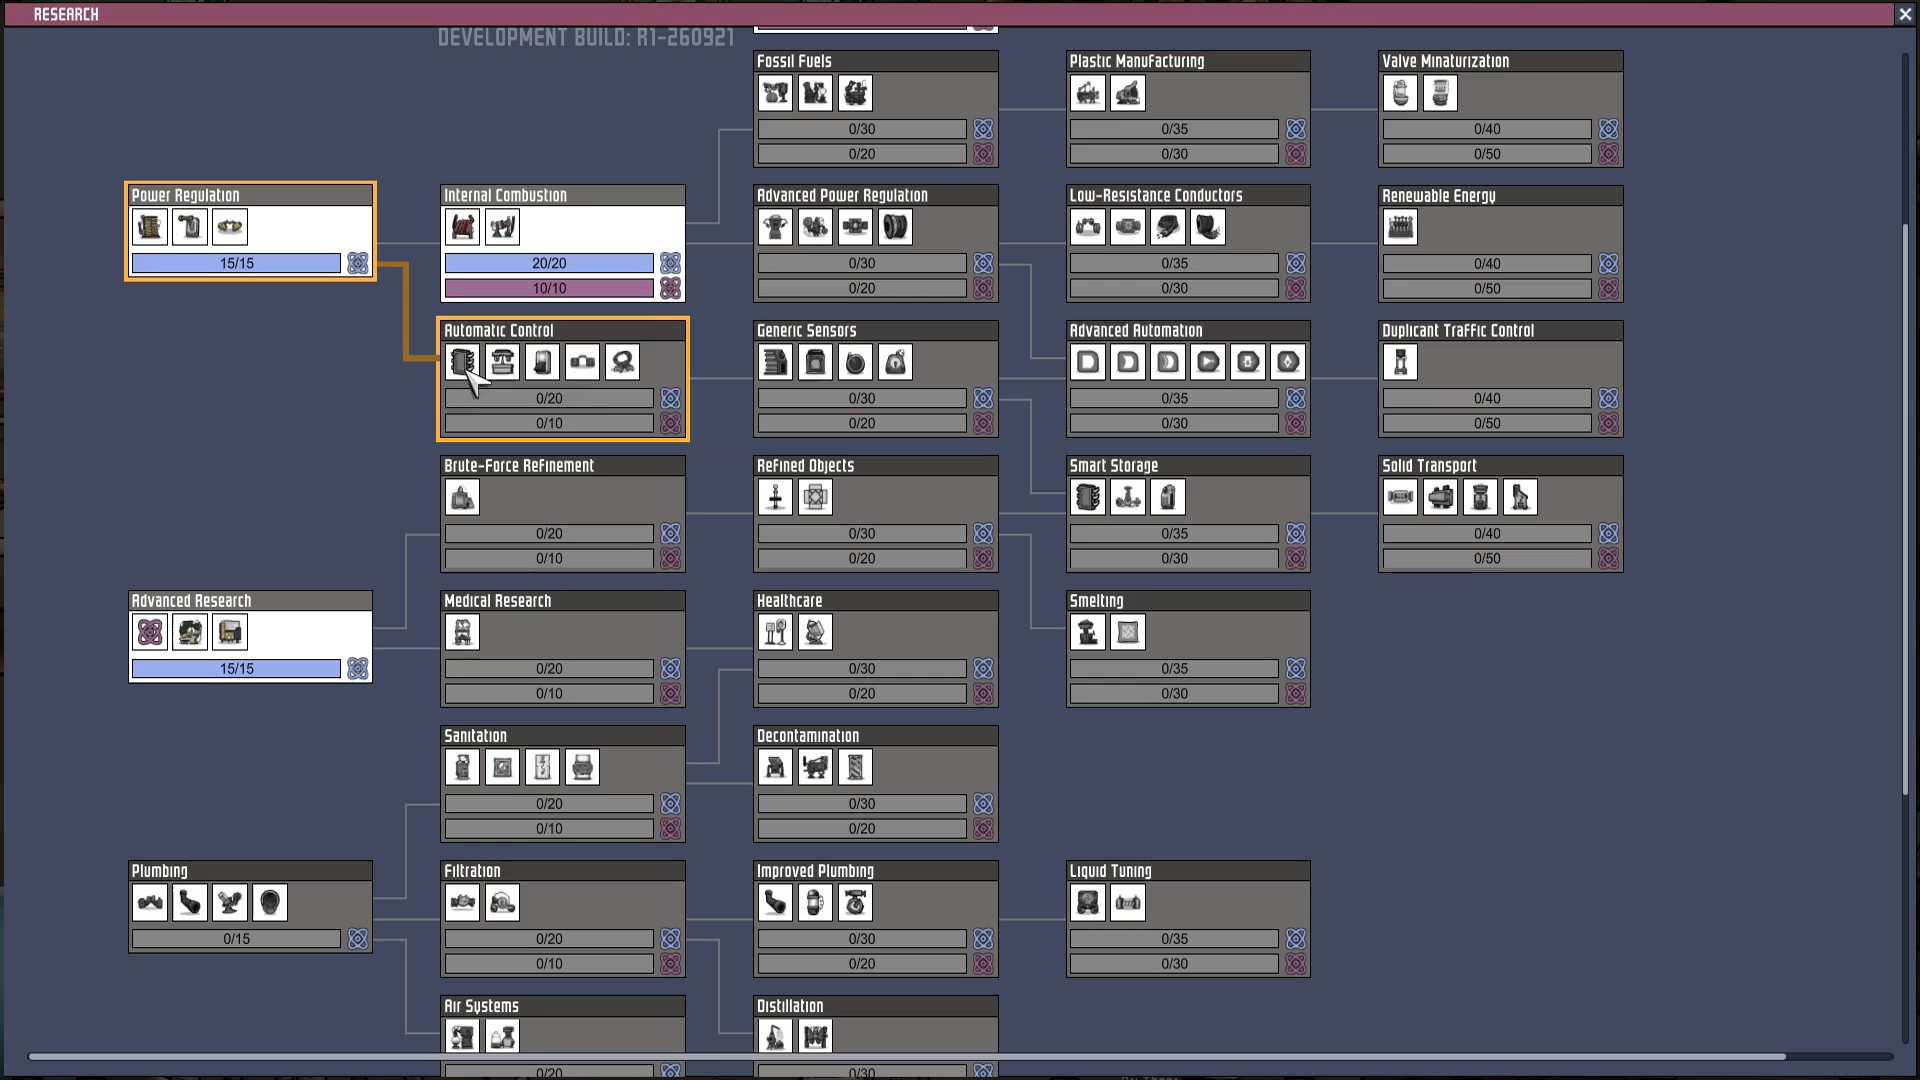 RESEARCH
DEVELOPMENT BUILD: R1-260921
Fossil Fuels
0/30
0/20
Plastic Manufacturing
0/35
0/30
Valve Minaturization
0/40
0/50
Power Regulation
15/15
Internal Combustion
20/20
10/10
Advanced Power Regulation
0/30
0/20
Low-Resistance Conductors
0/35
0/30
Renewable Energy
0/40
0/50
Automatic Control
0/20
0/10
Generic Sensors
0/30
0/20
Advanced Automation
0/35
0/30
Duplicant Traffic Control
0/40
0/50
Brute-Force Refinement
0/20
0/10
Refined Objects
0/30
0/20
Smart Storage
0/35
0/30
Solid Transport
0/40
0/50
Advanced Research
15/15
Medical Research
0/20
0/10
Healthcare
0/30
0/20
Smelting
0/35
0/30
Sanitation
0/20
0/10
Decontamination
0/30
0/20
Plumbing
0/15
Filtration
0/20
0/10
Improved Plumbing
0/30
0/20
Liquid Tuning
0/35
0/30
Air Systems
0/20
Distillation
0/30